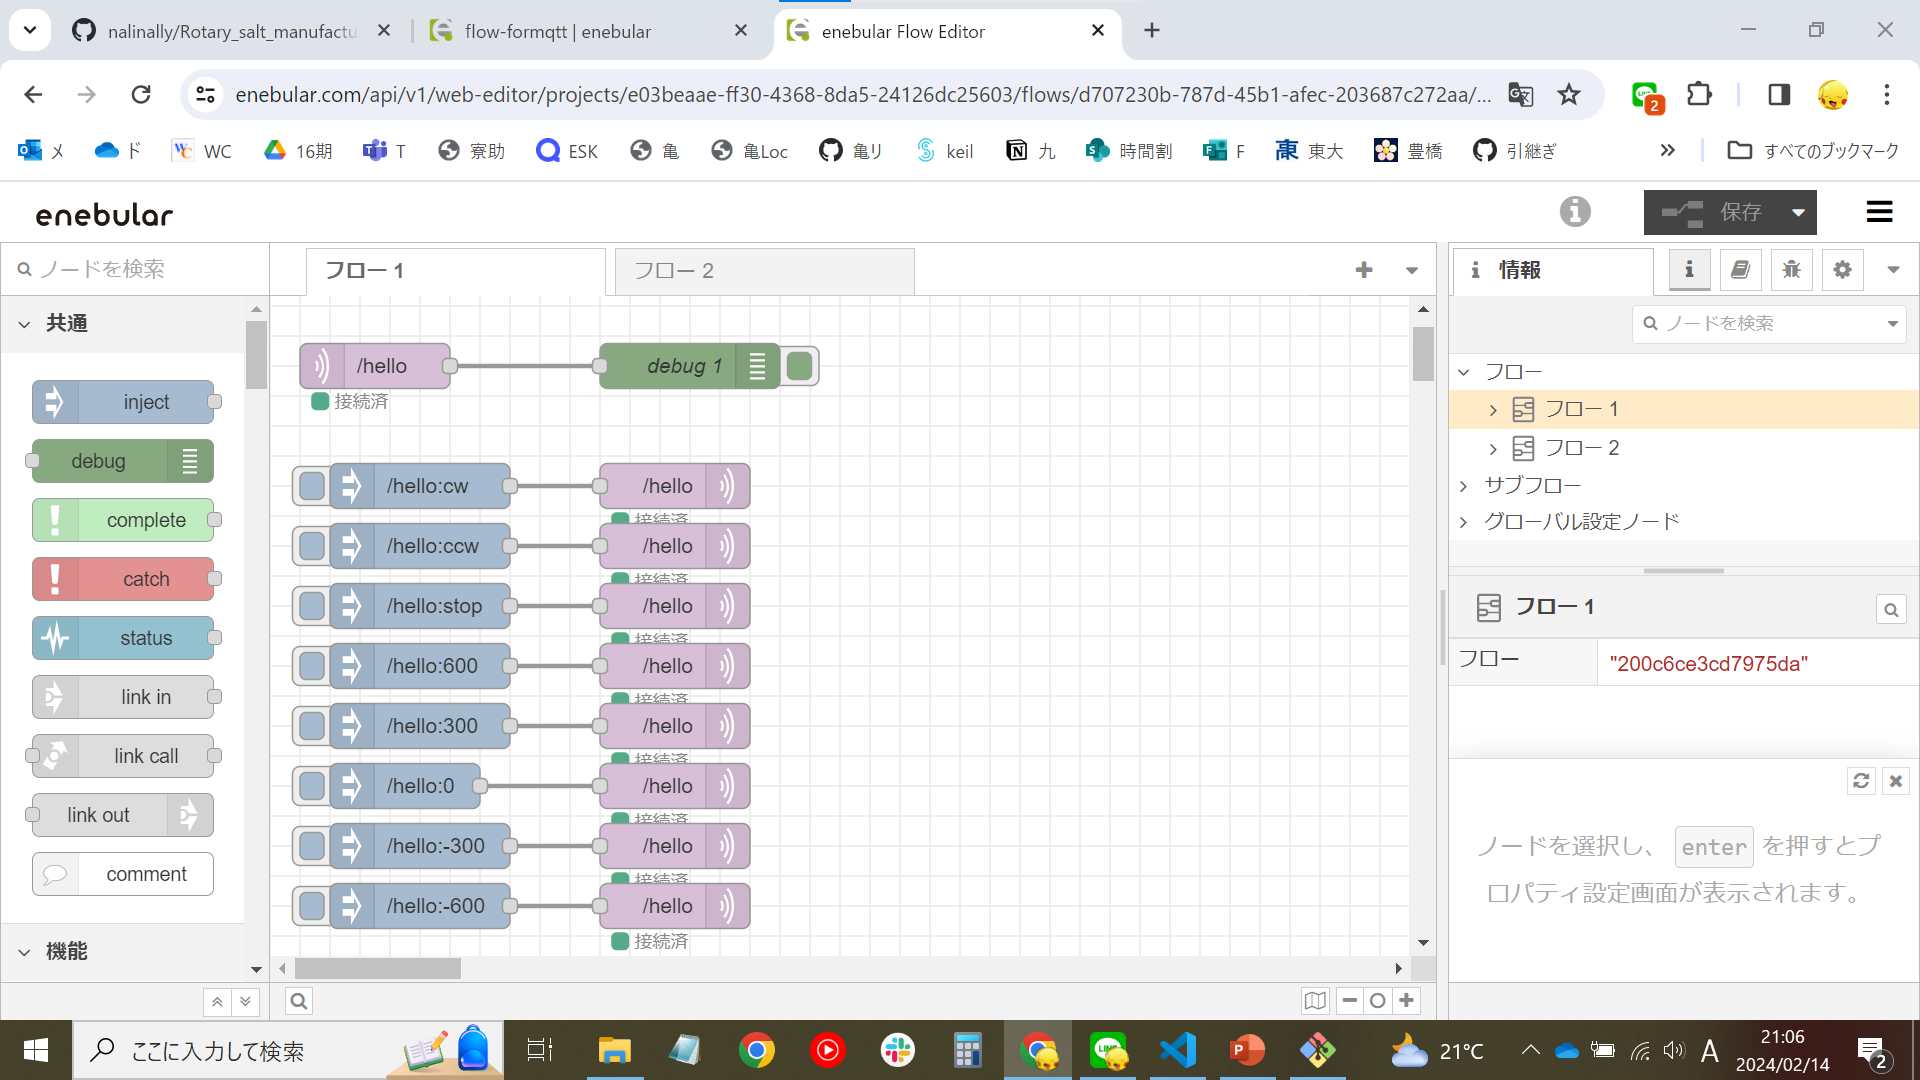 nalinally/Rotary_salt_manufactu
flow-formqtt | enebular
enebular Flow Editor
enebular.com/api/v1/web-editor/projects/e03beaae-ff30-4368-8da5-24126dc25603/flows/d707230b-787d-45b1-afec-203687c272aa/...
2
メ
ド
WC
16期
T
寮助
ESK
亀
亀Loc
亀リ
keil
九
時間割
F
東大
豊橋
引継ぎ
すべてのブックマーク
enebular
保存
ノードを検索
フロー 1
フロー 2
情報
共通
inject
debug
complete
catch
status
link in
link call
link out
comment
機能
/hello
debug 1
接続済
/hello:cw
/hello
接続済
/hello:ccw
/hello
接続済
/hello:stop
/hello
接続済
/hello:600
/hello
接続済
/hello:300
/hello
接続済
/hello:0
/hello
接続済
/hello:-300
/hello
接続済
/hello:-600
/hello
接続済
ノードを検索
フロー
フロー 1
フロー 2
サブフロー
グローバル設定ノード
フロー 1
フロー
"200c6ce3cd7975da"
ノードを選択し、 enter を押すとプ
ロパティ設定画面が表示されます。
ここに入力して検索
21°C
A
21:06
2024/02/14
2